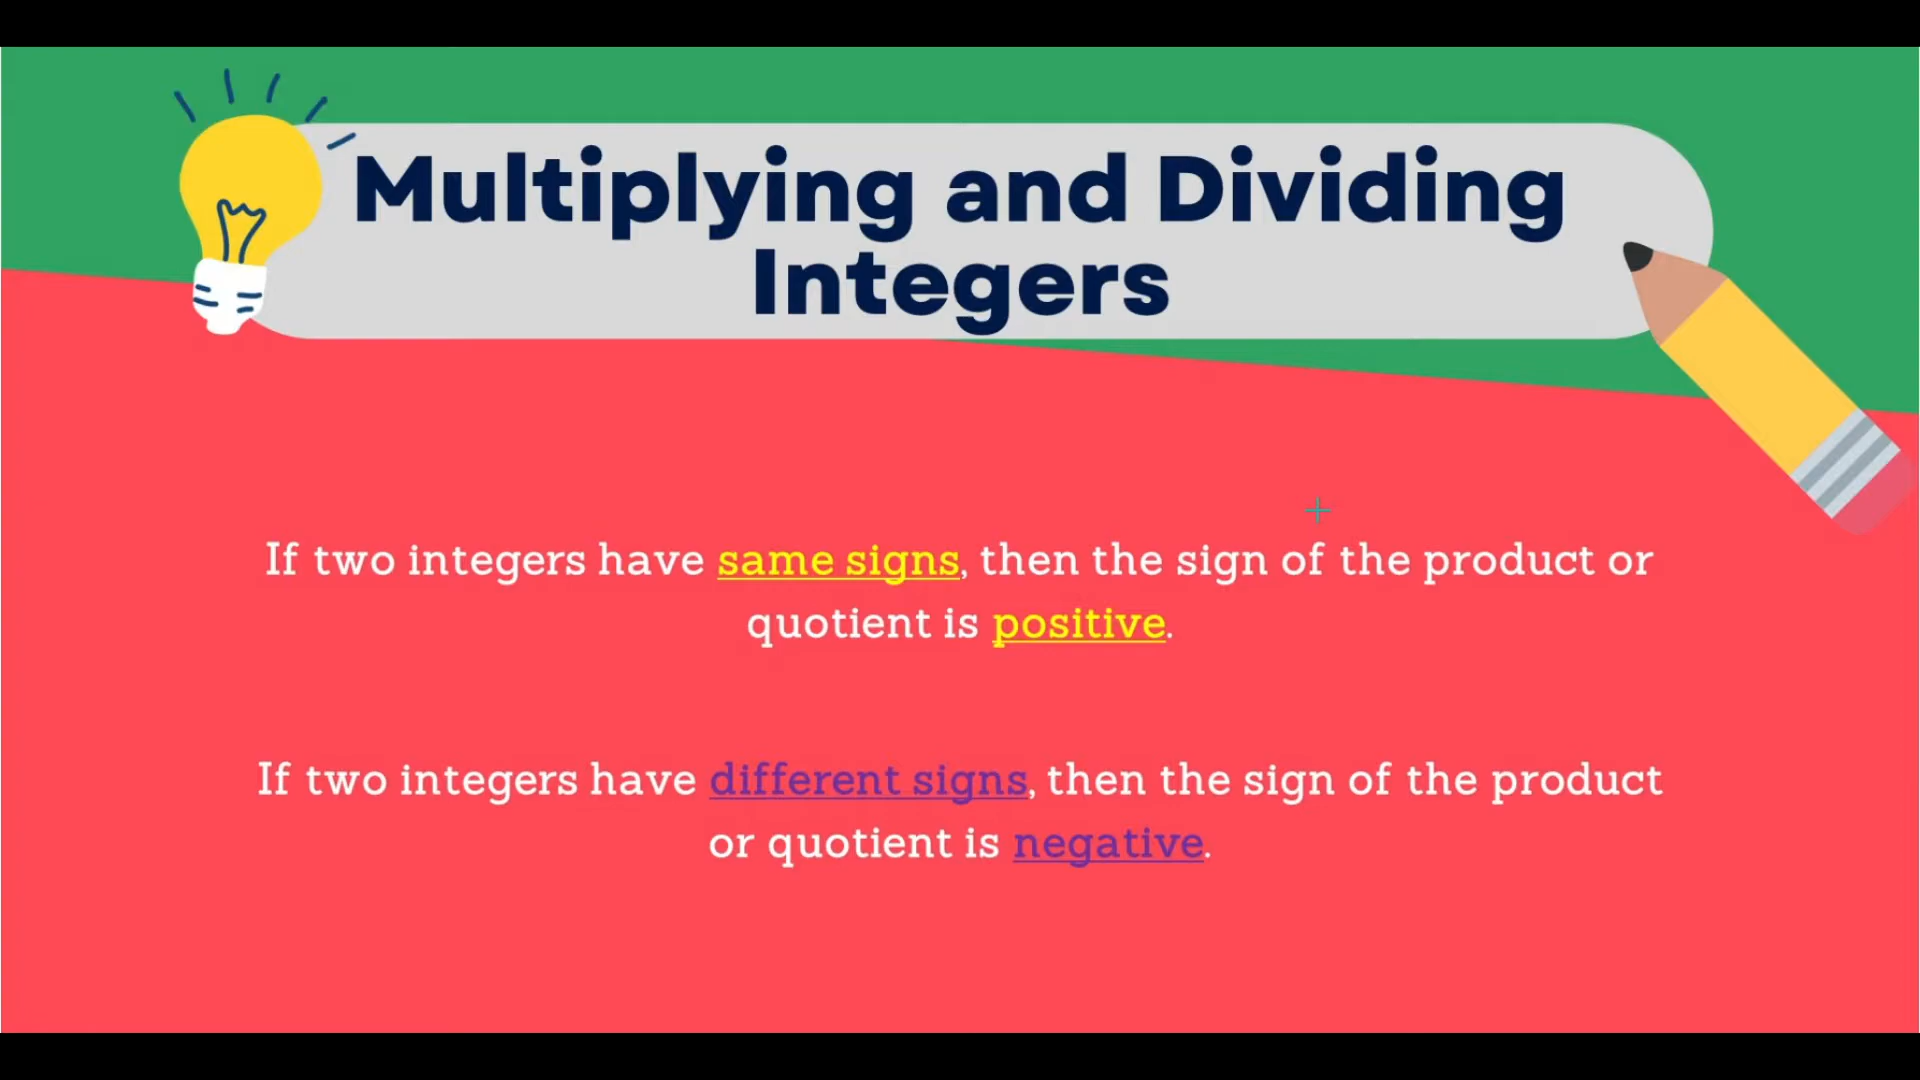 Multiplying and Dividing
Integers
If two integers have same signs, then the sign of the product or
quotient is positive.
If two integers have different signs, then the sign of the product
or quotient is negative.